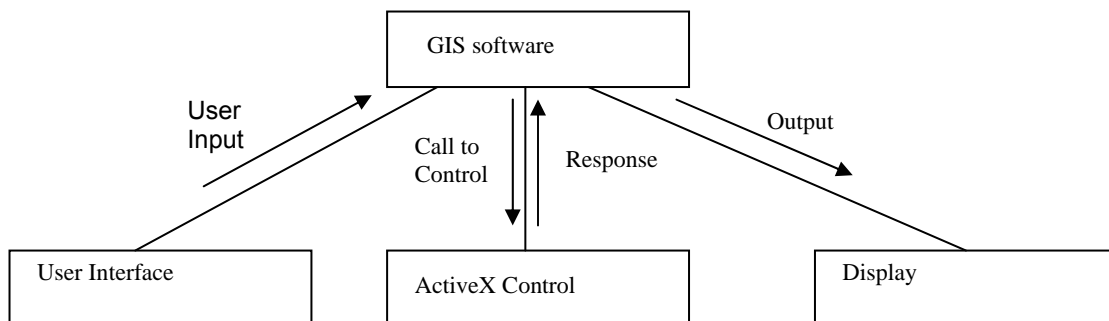 GIS software
User
Input
Output
Call to
Control
Response
User Interface
ActiveX Control
Display